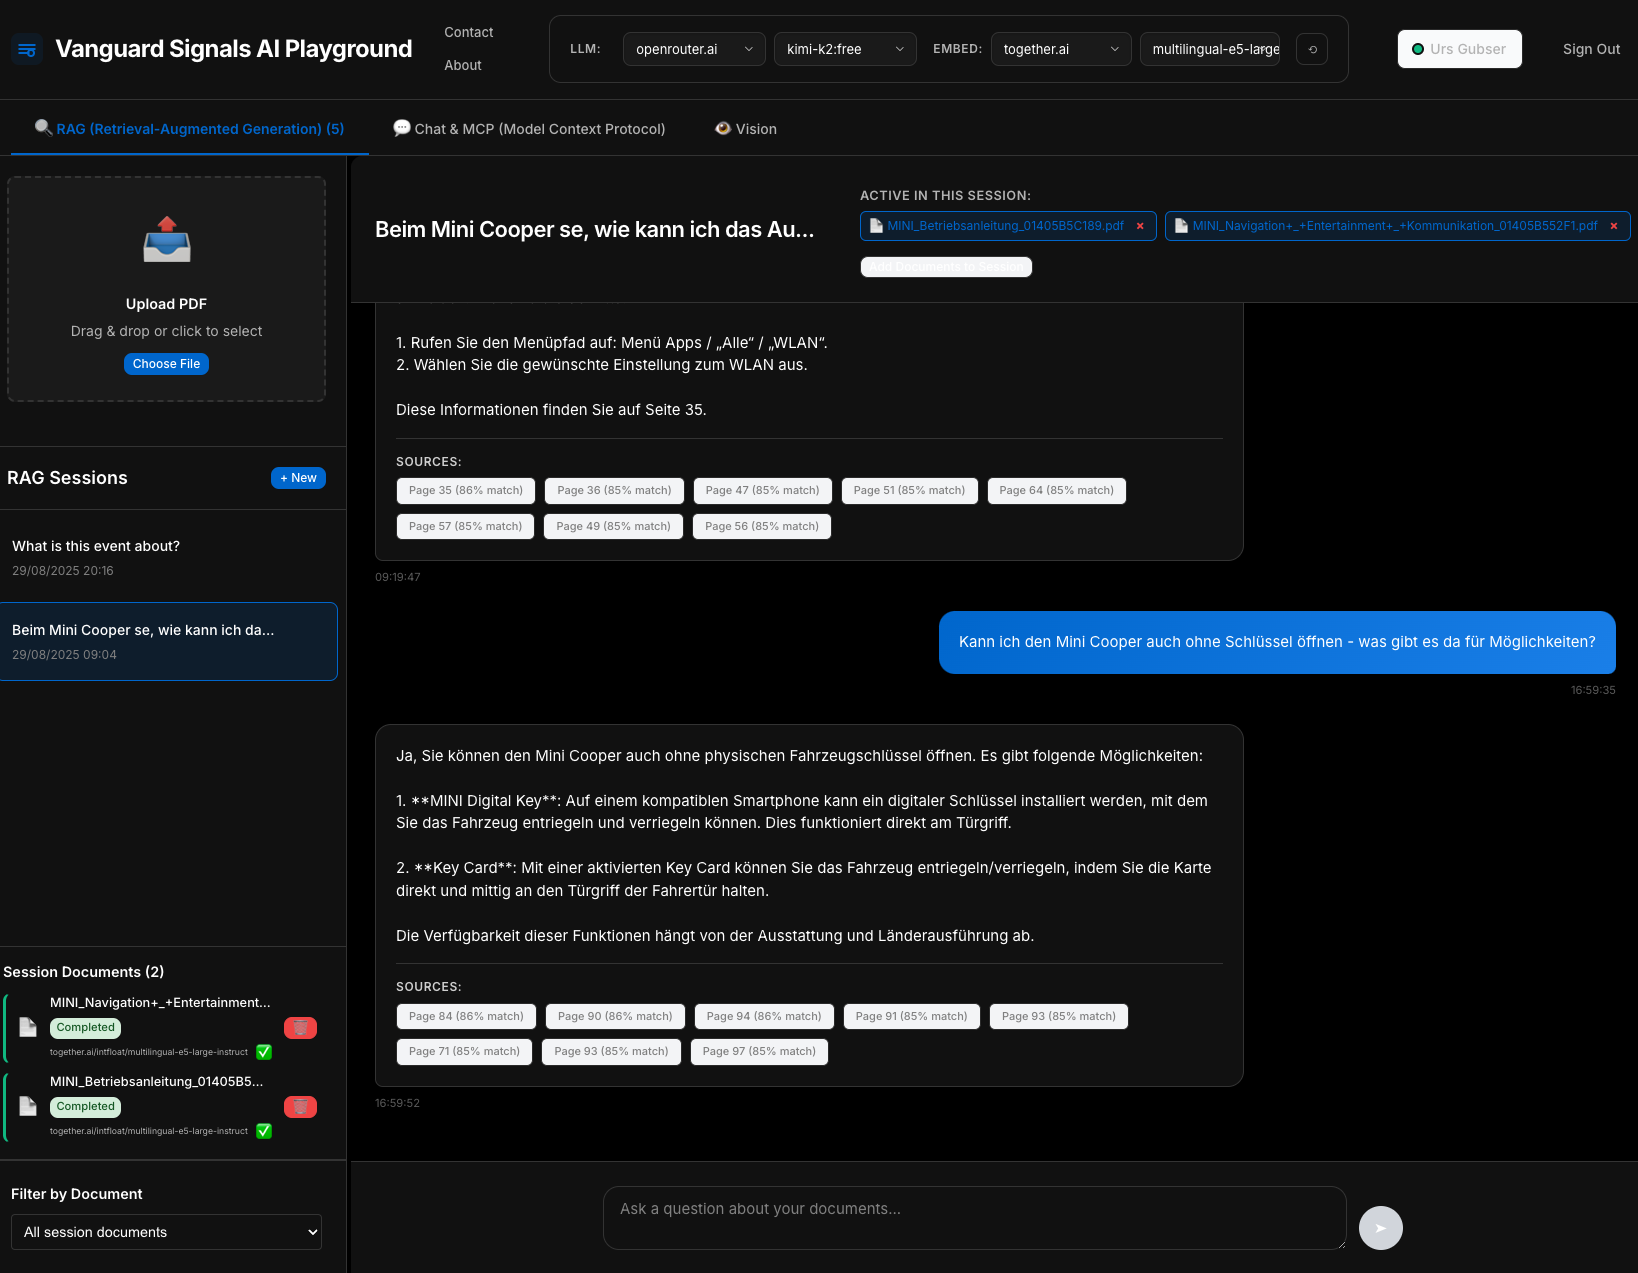 Vanguard Signals AI Playground
Contact
About
LLM:
openrouter.ai
kimi-k2:free
EMBED:
together.ai
multilingual-e5-large
Urs Gubser
Sign Out
RAG (Retrieval-Augmented Generation) (5)
Chat & MCP (Model Context Protocol)
Vision
Upload PDF
Drag & drop or click to select
Choose File
RAG Sessions
+ New
What is this event about?
29/08/2025 20:16
Beim Mini Cooper se, wie kann ich da...
29/08/2025 09:04
Session Documents (2)
MINI_Navigation+_+Entertainment...
Completed
together.ai/intfloat/multilingual-e5-large-instruct
MINI_Betriebsanleitung_01405B5...
Completed
together.ai/intfloat/multilingual-e5-large-instruct
Filter by Document
All session documents
Beim Mini Cooper se, wie kann ich das Au...
ACTIVE IN THIS SESSION:
MINI_Betriebsanleitung_01405B5C189.pdf ×
MINI_Navigation+_+Entertainment+_+Kommunikation_01405B552F1.pdf ×
Add Documents to Session
1. Rufen Sie den Menüpfad auf: Menü Apps / „Alle“ / „WLAN“.
2. Wählen Sie die gewünschte Einstellung zum WLAN aus.
Diese Informationen finden Sie auf Seite 35.
SOURCES:
Page 35 (86% match)
Page 36 (85% match)
Page 47 (85% match)
Page 51 (85% match)
Page 64 (85% match)
Page 57 (85% match)
Page 49 (85% match)
Page 56 (85% match)
09:19:47
Kann ich den Mini Cooper auch ohne Schlüssel öffnen - was gibt es da für Möglichkeiten?
16:59:35
Ja, Sie können den Mini Cooper auch ohne physischen Fahrzeugschlüssel öffnen. Es gibt folgende Möglichkeiten:
1. **MINI Digital Key**: Auf einem kompatiblen Smartphone kann ein digitaler Schlüssel installiert werden, mit dem
Sie das Fahrzeug entriegeln und verriegeln können. Dies funktioniert direkt am Türgriff.
2. **Key Card**: Mit einer aktivierten Key Card können Sie das Fahrzeug entriegeln/verriegeln, indem Sie die Karte
direkt und mittig an den Türgriff der Fahrertür halten.
Die Verfügbarkeit dieser Funktionen hängt von der Ausstattung und Länderausführung ab.
SOURCES:
Page 84 (86% match)
Page 90 (86% match)
Page 94 (86% match)
Page 91 (85% match)
Page 93 (85% match)
Page 71 (85% match)
Page 93 (85% match)
Page 97 (85% match)
16:59:52
Ask a question about your documents...